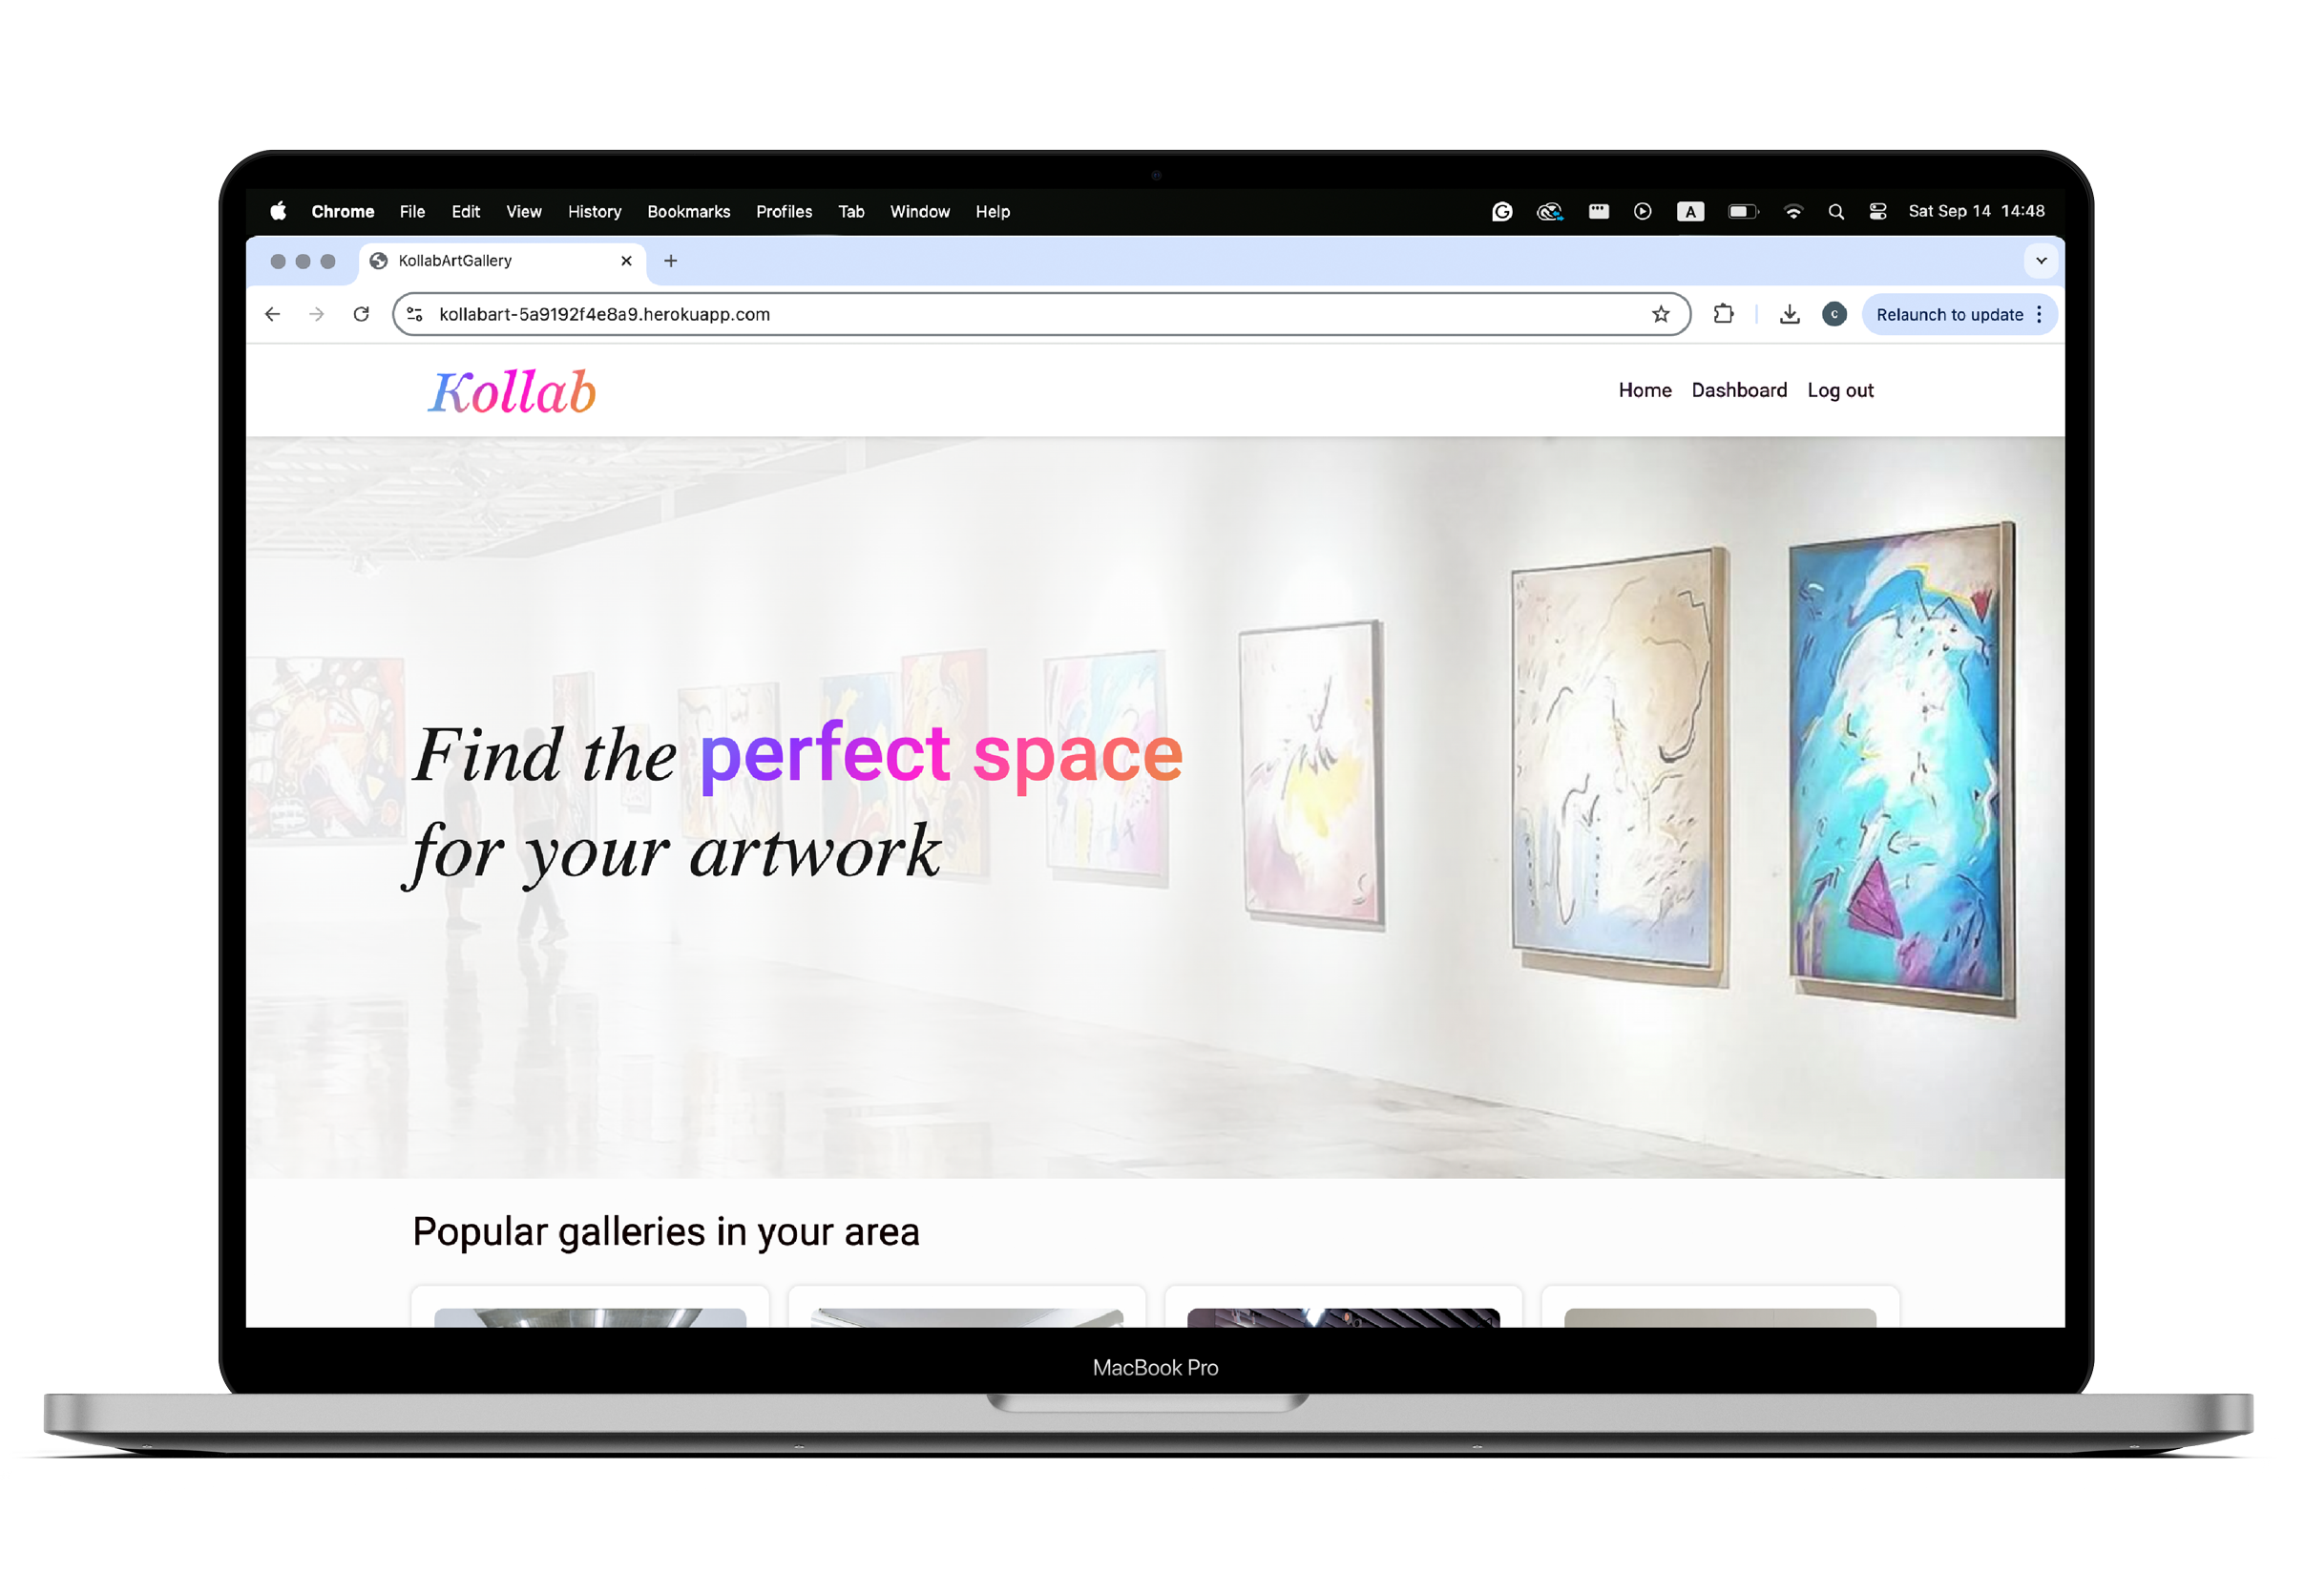 Chrome File Edit View History Bookmarks Profiles Tab Window Help A Sat Sep 14 14:48
KollabArtGallery
kollabart-5a9192f4e8a9.herokuapp.com C Relaunch to update
Kollab Home Dashboard Log out
Find the perfect space
for your artwork
Popular galleries in your area
MacBook Pro